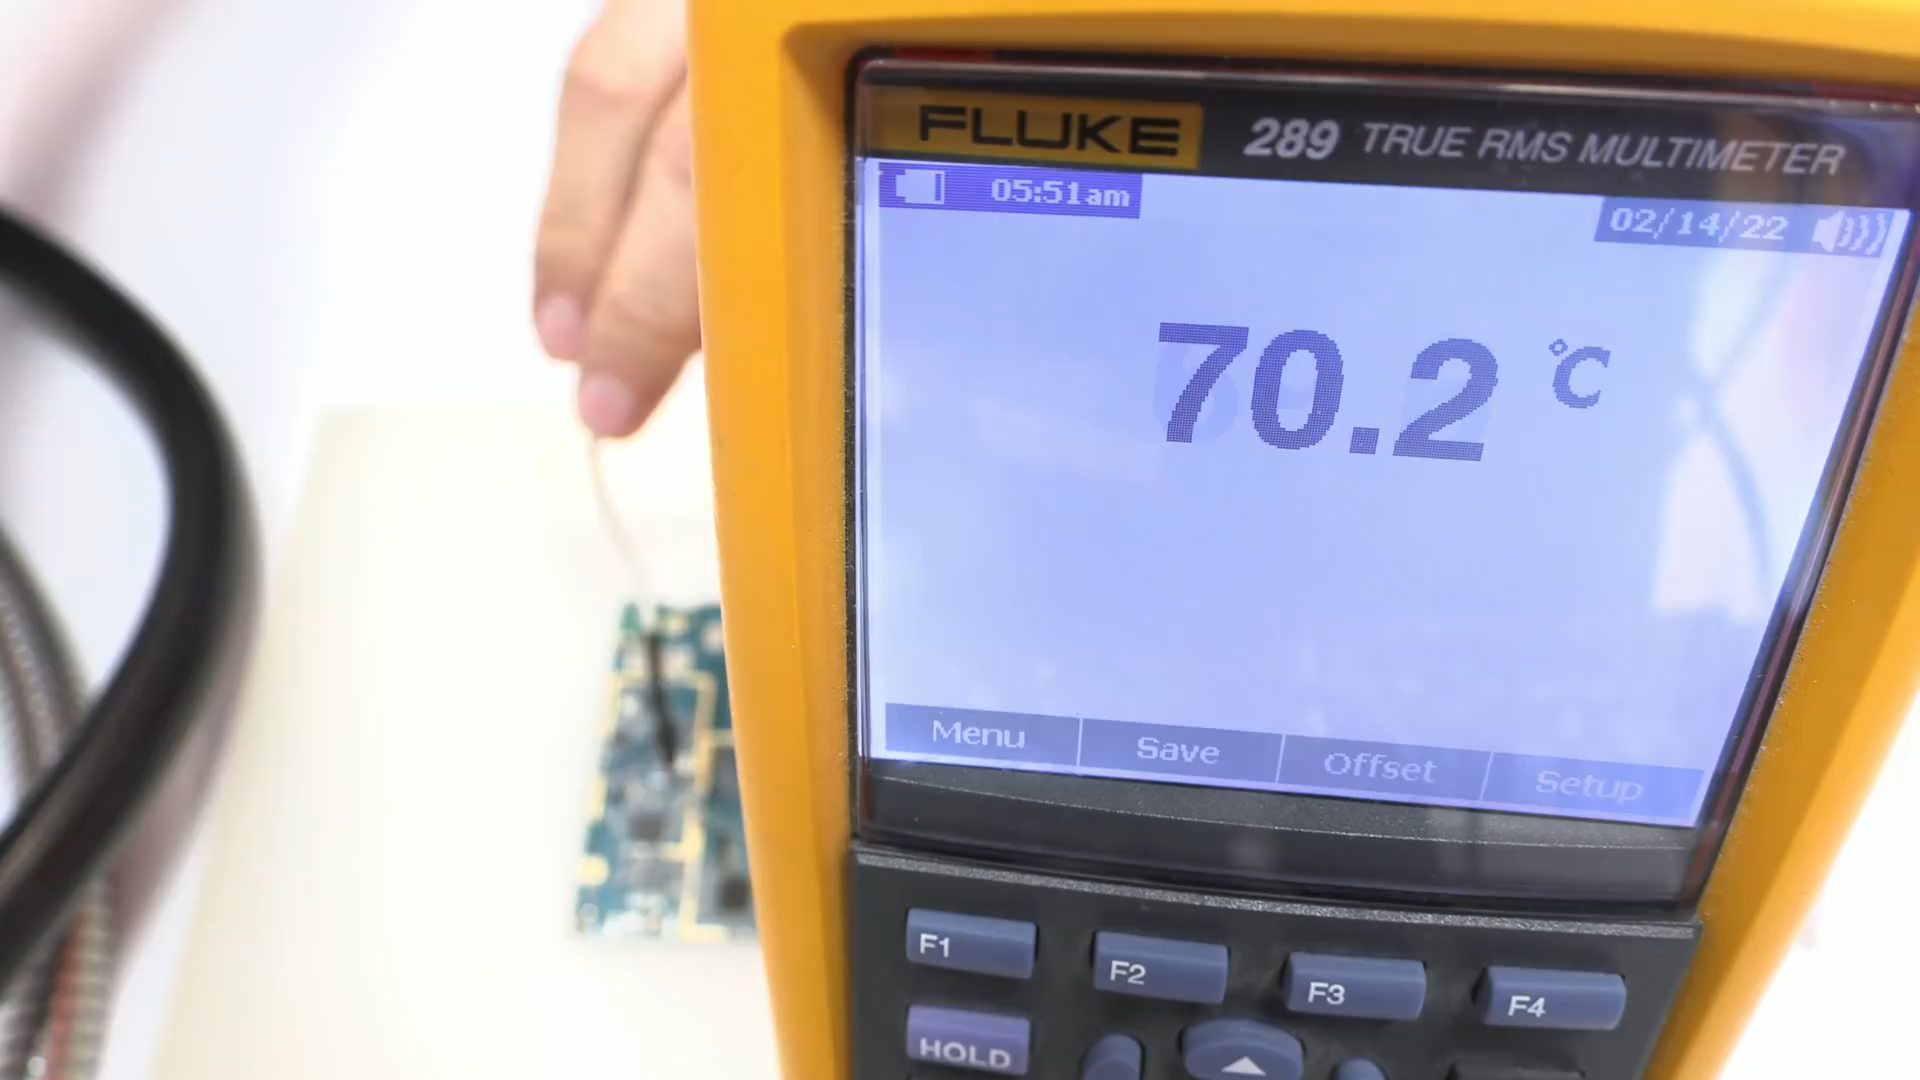 FLUKE 289 TRUE RMS MULTIMETER
05:51am 02/14/22
70.2 °C
Menu Save Offset Setup
F1 F2 F3 F4
HOLD